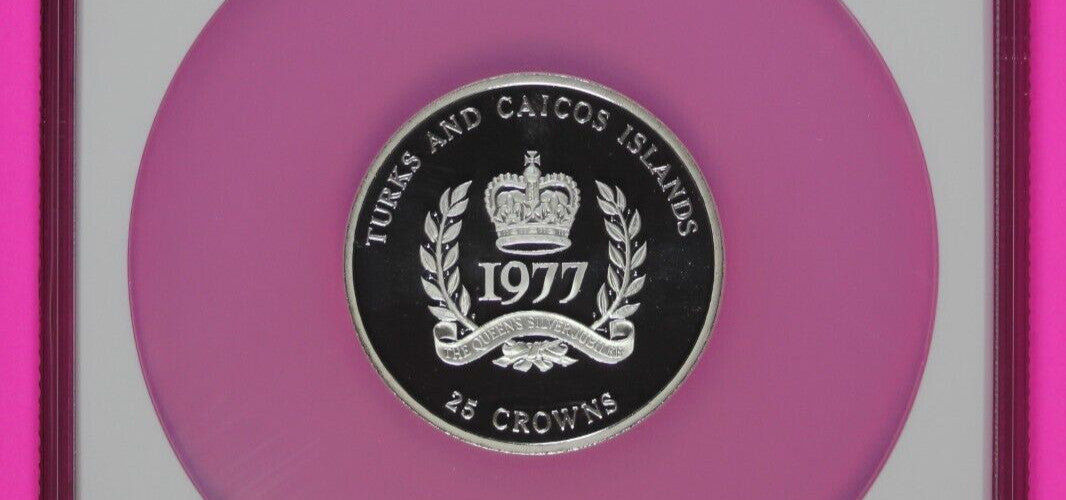 TURKS AND CAICOS ISLANDS
1977
THE QUEEN'S SILVER JUBILEE
25 CROWNS